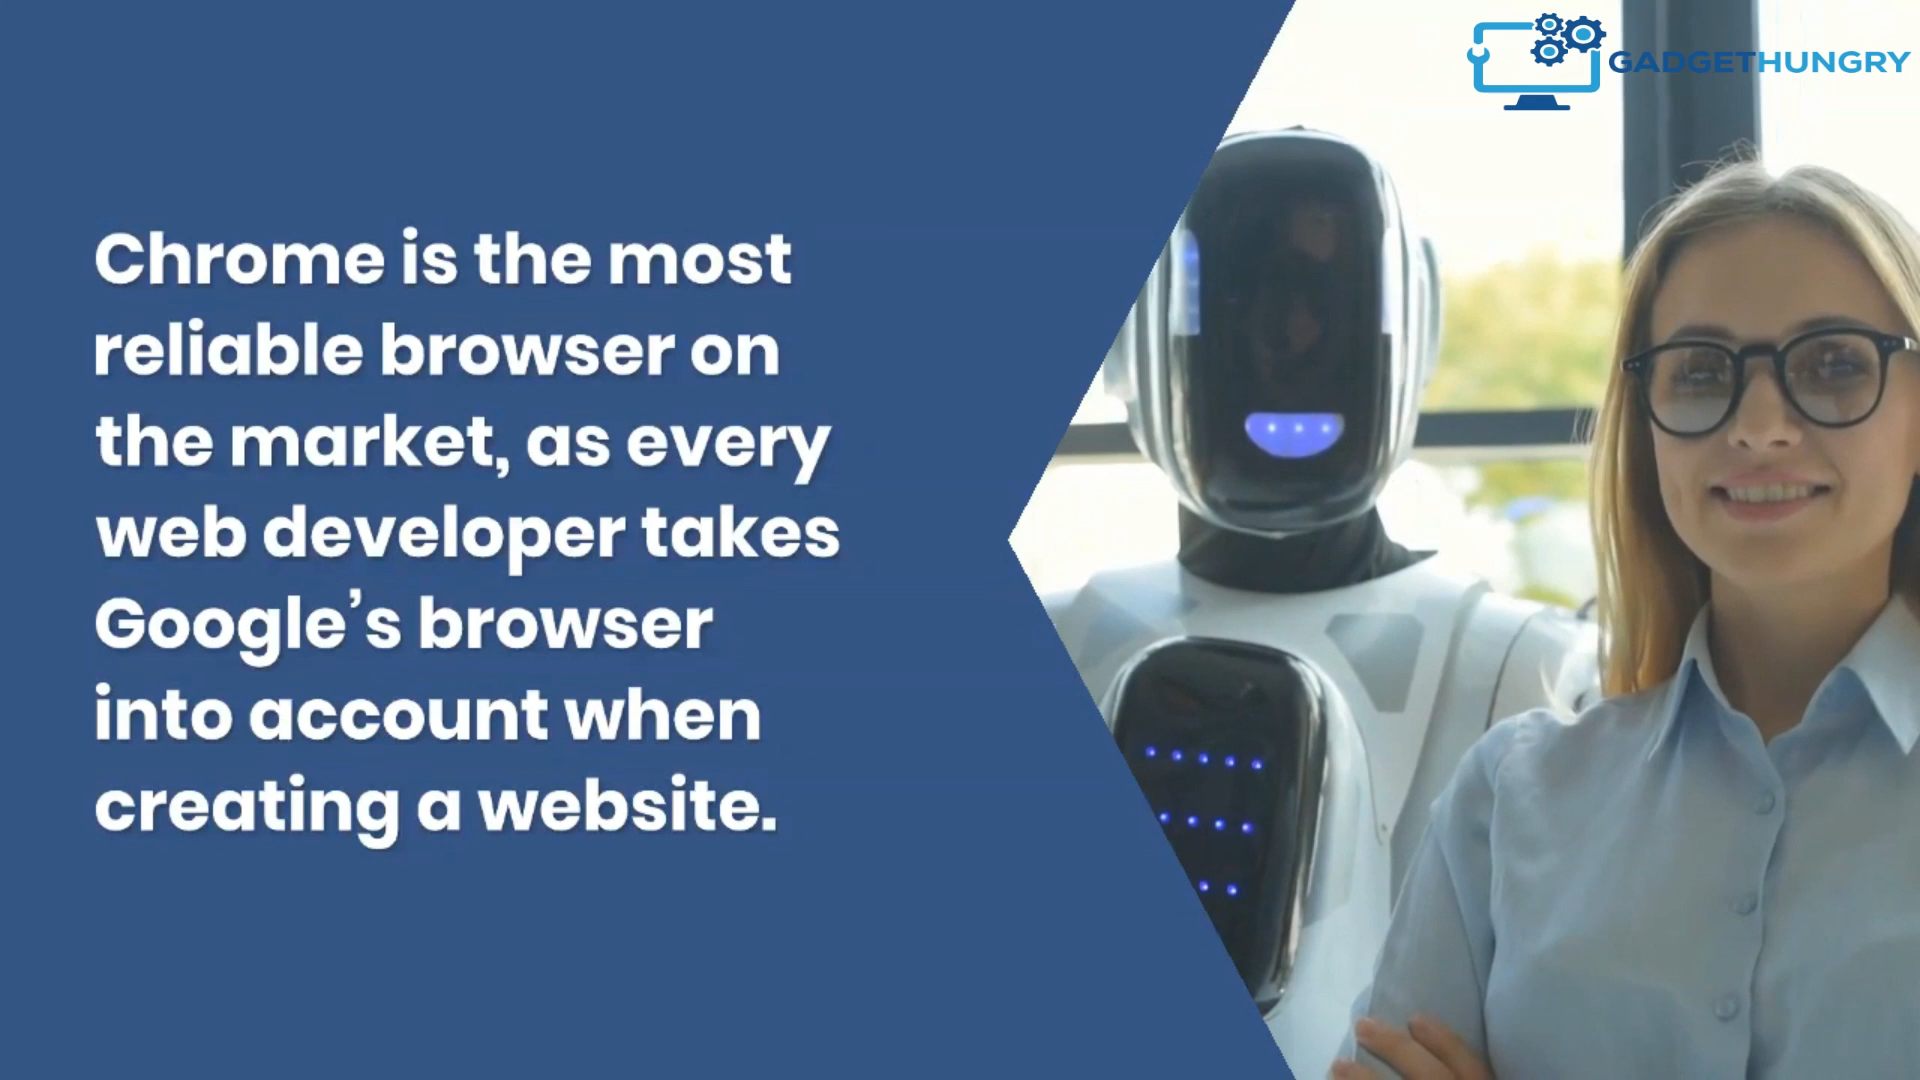 GADGETHUNGRY
Chrome is the most
reliable browser on
the market, as every
web developer takes
Google’s browser
into account when
creating a website.